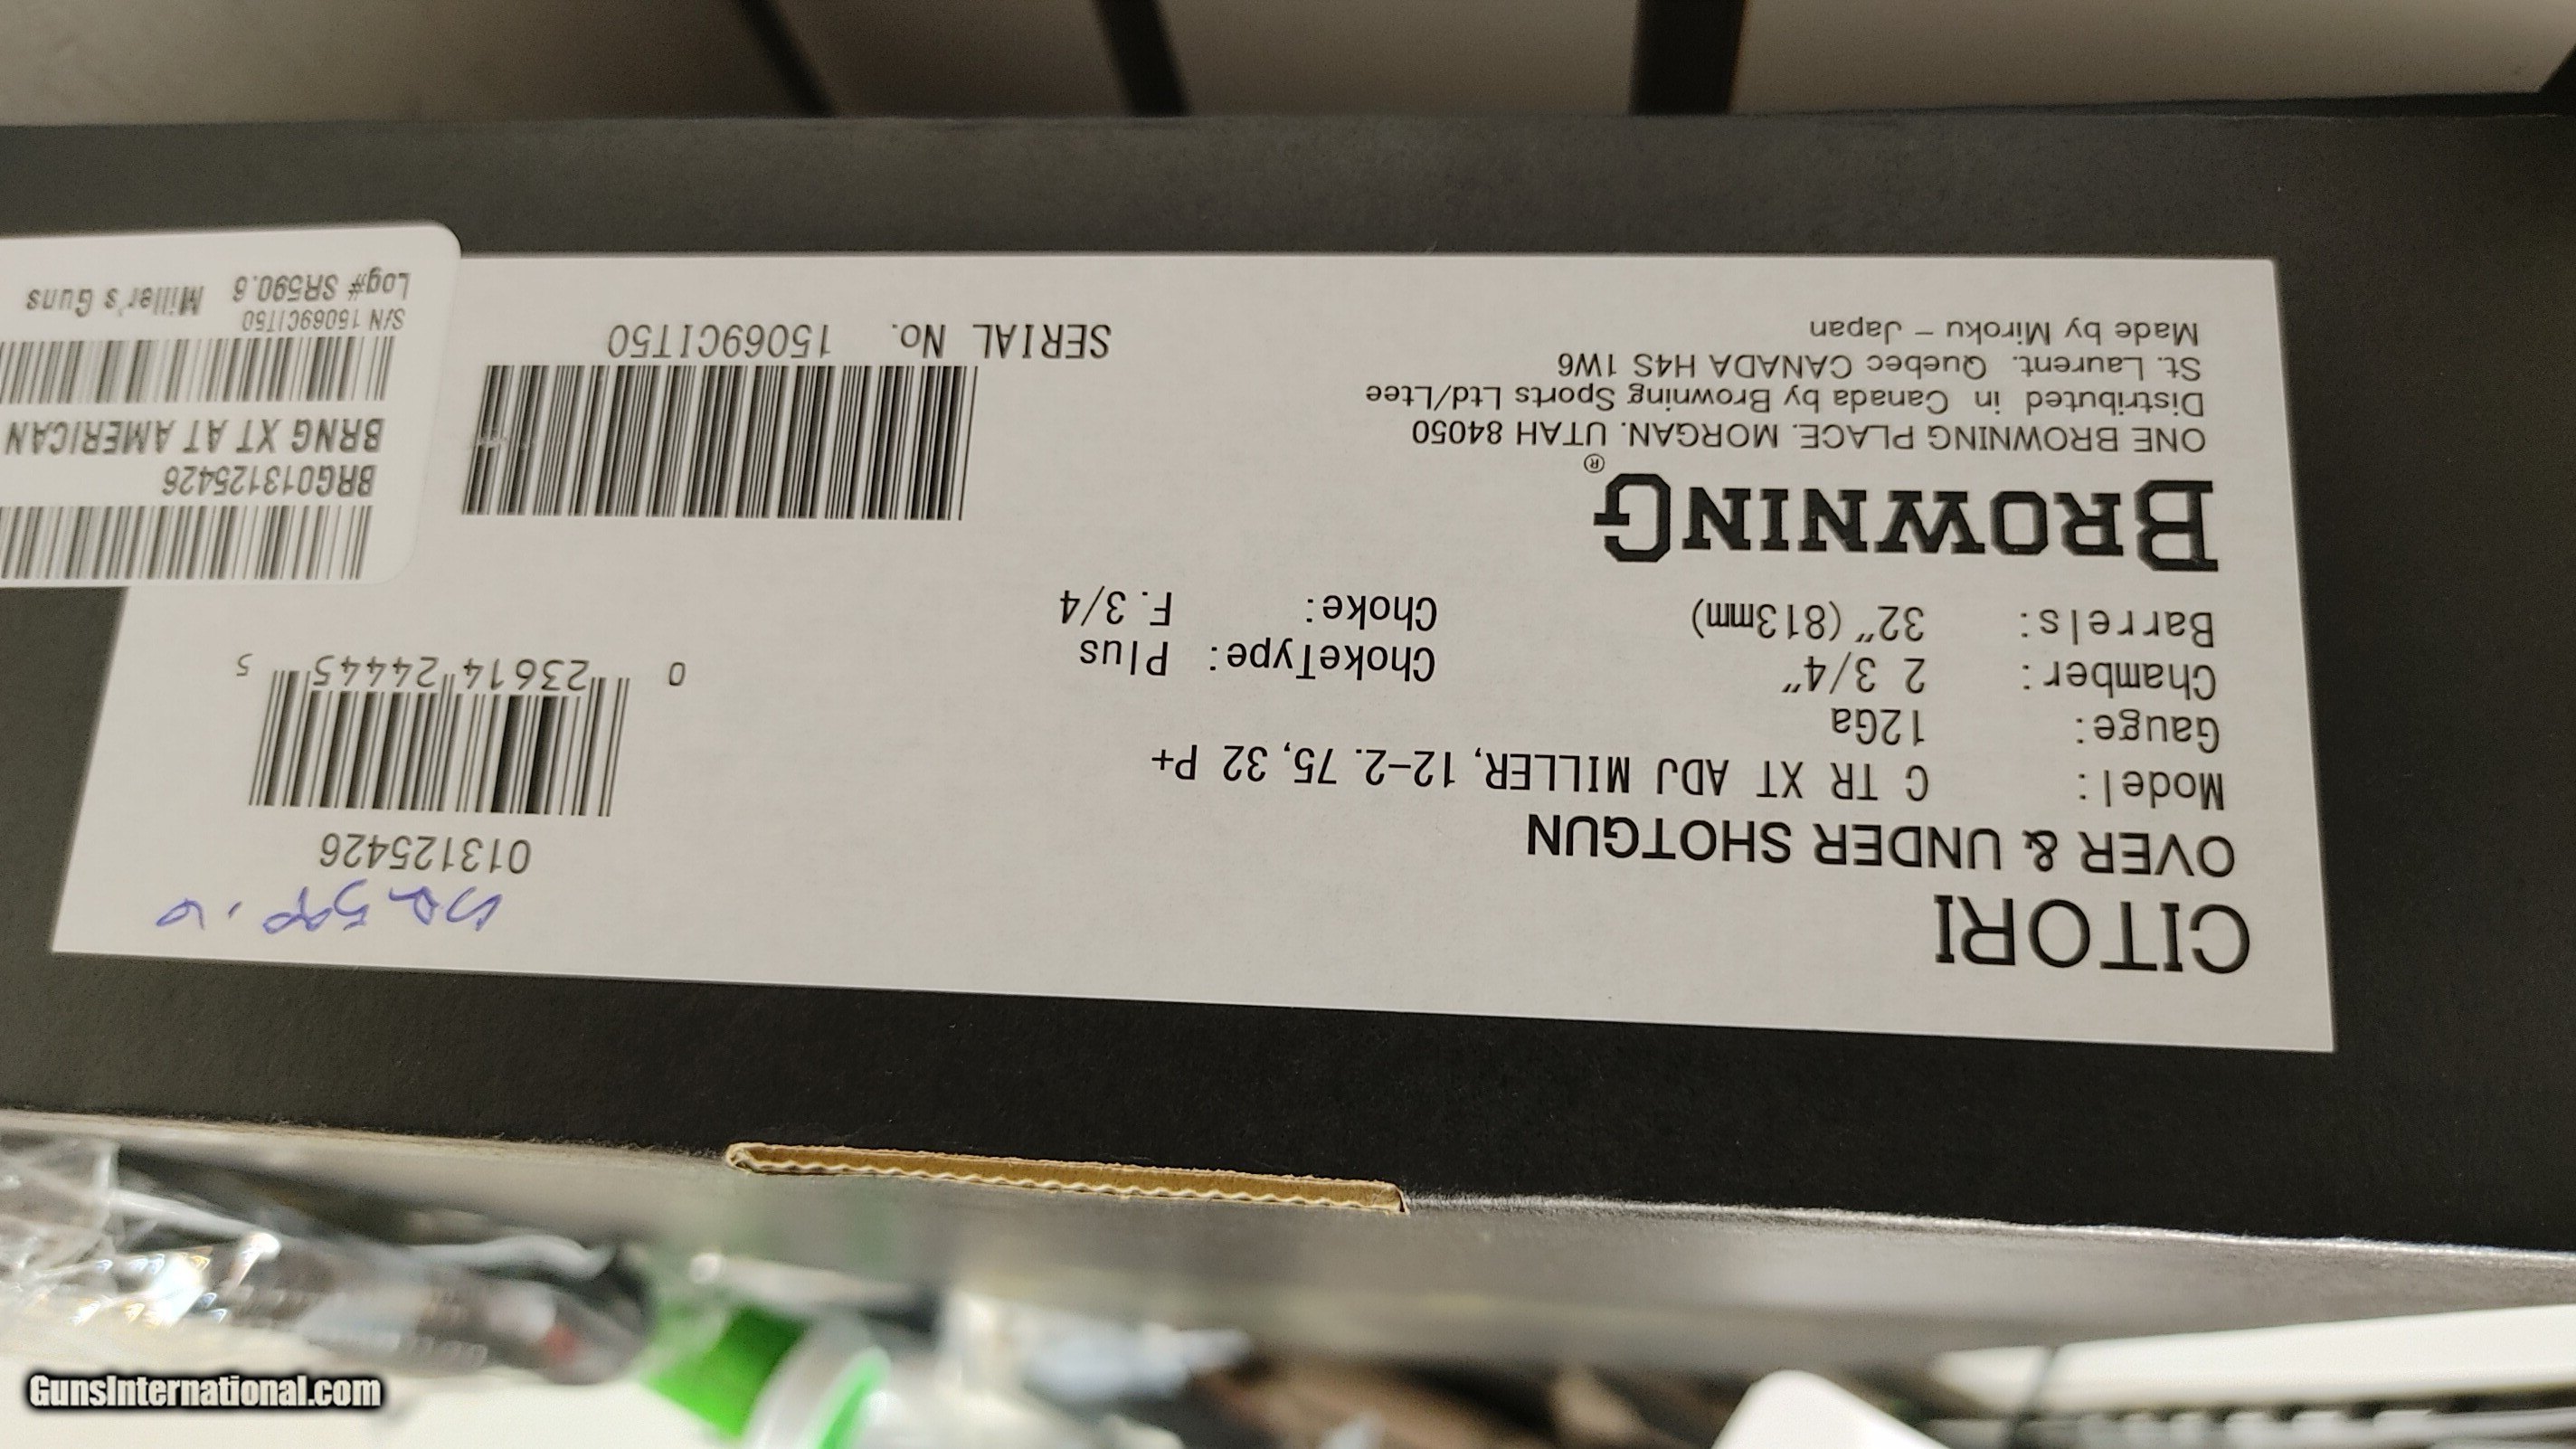 CITORI
OVER & UNDER SHOTGUN
Model: C TR XT ADJ MILLER, 12-2.75, 32 P+
Gauge: 12Ga
Chamber: 2 3/4"
Barrels: 32" (813mm)
ChokeType: Plus
Choke: F. 3/4
BROWNING®
ONE BROWNING PLACE. MORGAN. UTAH 84050
Distributed in Canada by Browning Sports Ltd/Ltee
St. Laurent. Quebec CANADA H4S 1W6
Made by Miroku - Japan
013125426
0 23614 24445 5
SERIAL No. 15069CIT50
BRG013125426
BRNG XT AT AMERICAN
S/N 15069CIT50
Log# SR590.6 Miller's Guns
GunsInternational.com